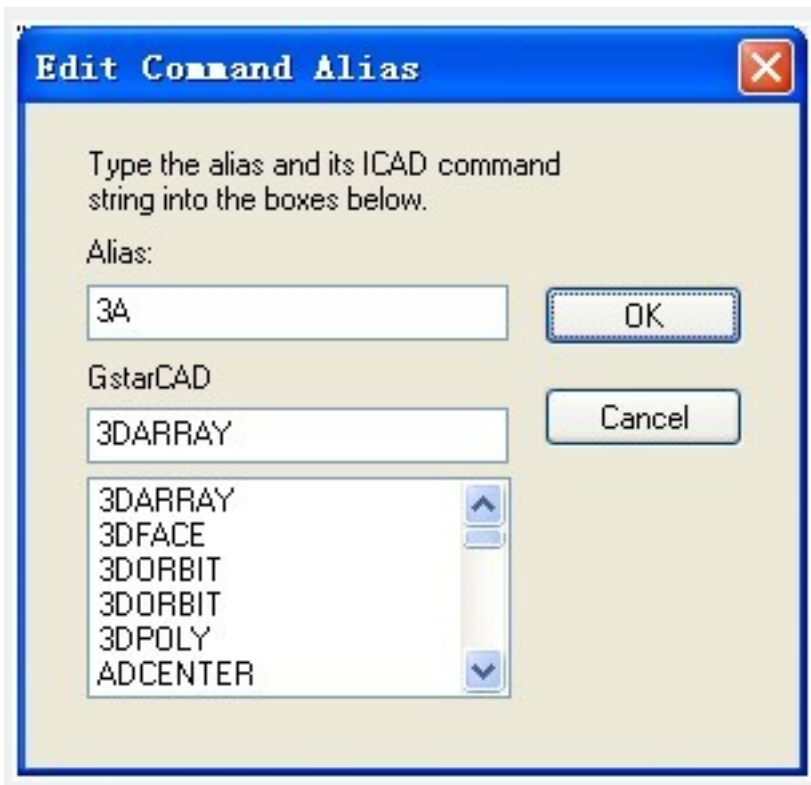 Edit Command Alias
Type the alias and its ICAD command
string into the boxes below.
Alias:
3A
OK
GstarCAD
3DARRAY
Cancel
3DARRAY
3DFACE
3DORBIT
3DORBIT
3DPOLY
ADCENTER